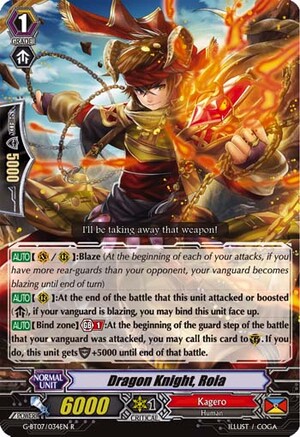 1
GRADE
SHIELD 5000
I'll be taking away that weapon!
AUTO [ / ]:Blaze (At the beginning of each of your attacks, if
you have more rear-guards than your opponent, your vanguard becomes
blazing until end of turn)
AUTO [ ]:At the end of the battle that this unit attacked or boosted
, if your vanguard is blazing, you may bind this unit face up.
AUTO [Bind zone] [CB 1] At the beginning of the guard step of the battle
that your vanguard was attacked, you may call this card to . If you
do, this unit gets +5000 until end of that battle.
NORMAL UNIT
Dragon Knight, Rola
POWER
6000
1
CRITICAL
Kagero
Human
G-BT07/034EN R
ILLUST / COGA